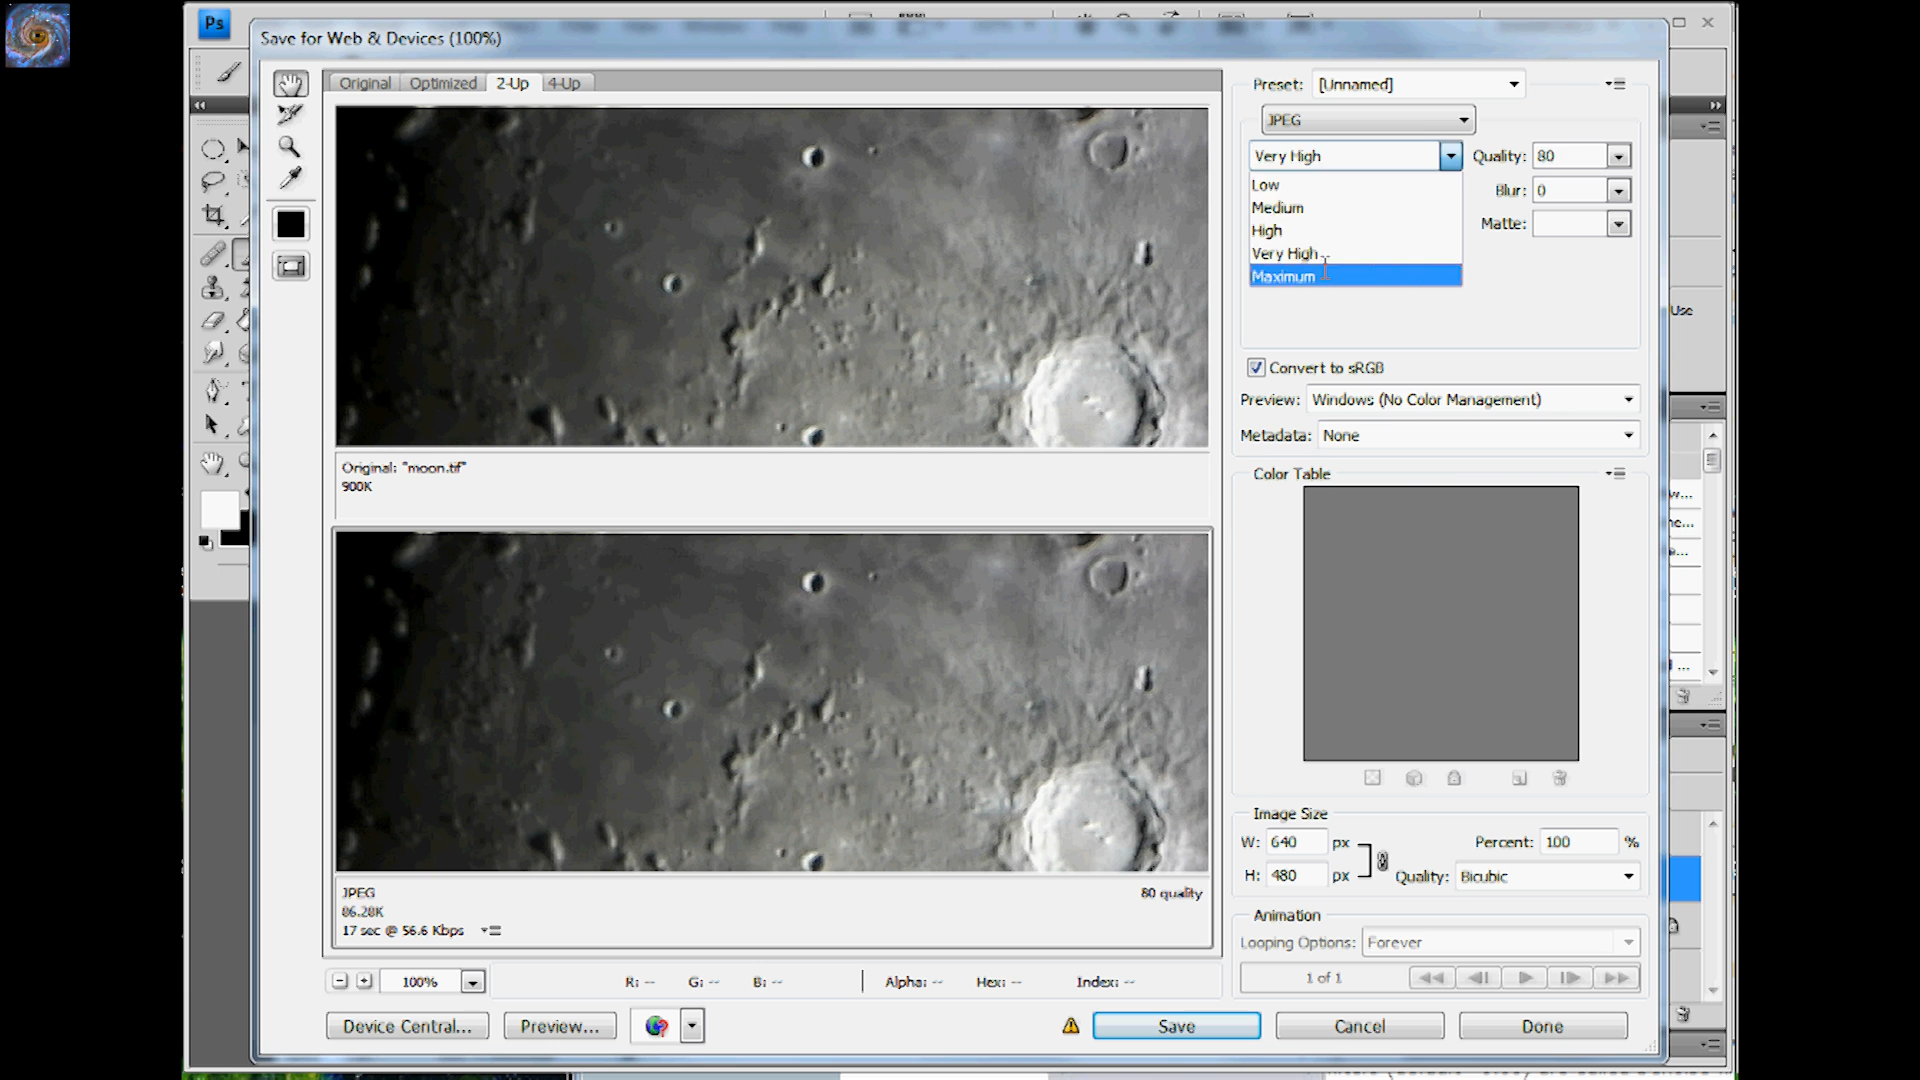 Ps
Save for Web & Devices (100%)
Original Optimized 2-Up 4-Up
Preset: [Unnamed]
JPEG
Very High Quality: 80
Low
Blur: 0
Medium
Matte:
High
Very High
Maximum
Use
Convert to sRGB
Preview: Windows (No Color Management)
Metadata: None
Original: "moon.tif"
900K
Color Table
Image Size
W: 640 px Percent: 100 %
H: 480 px Quality: Bicubic
JPEG 80 quality
86.28K
17 sec @ 56.6 Kbps
Animation
Looping Options: Forever
1 of 1
100% R: -- G: -- B: -- Alpha: -- Hex: -- Index: --
Device Central... Preview... Save Cancel Done